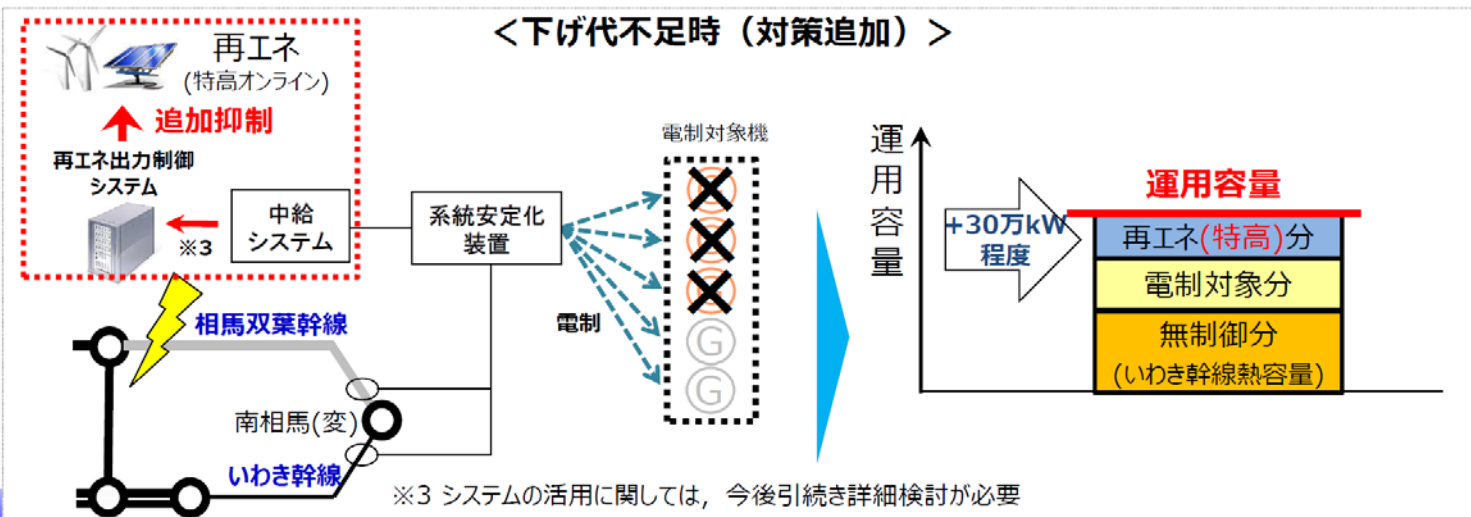 <下げ代不足時（対策追加）>
再エネ
(特高オンライン)
追加抑制
再エネ出力制御
システム
※3
中給
システム
系統安定化
装置
電制対象機
G
G
電制
相馬双葉幹線
南相馬(変)
いわき幹線
運用容量
+30万kW
程度
運用容量
再エネ(特高)分
電制対象分
無制御分
(いわき幹線熱容量)
※3 システムの活用に関しては，今後引続き詳細検討が必要